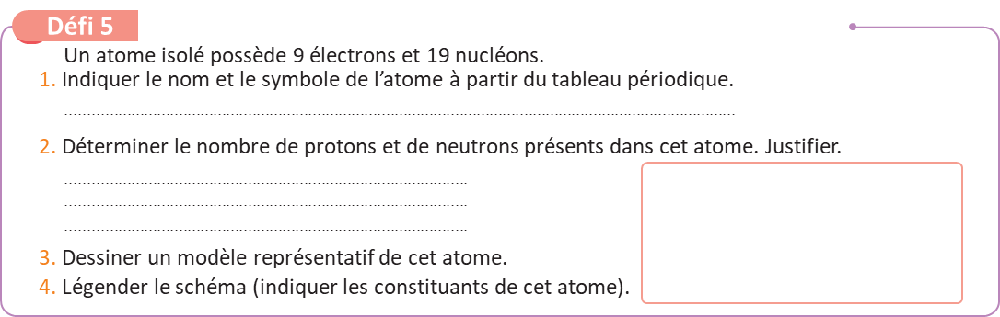 Défi 5
Un atome isolé possède 9 électrons et 19 nucléons.
1. Indiquer le nom et le symbole de l’atome à partir du tableau périodique.
2. Déterminer le nombre de protons et de neutrons présents dans cet atome. Justifier.
3. Dessiner un modèle représentatif de cet atome.
4. Légender le schéma (indiquer les constituants de cet atome).